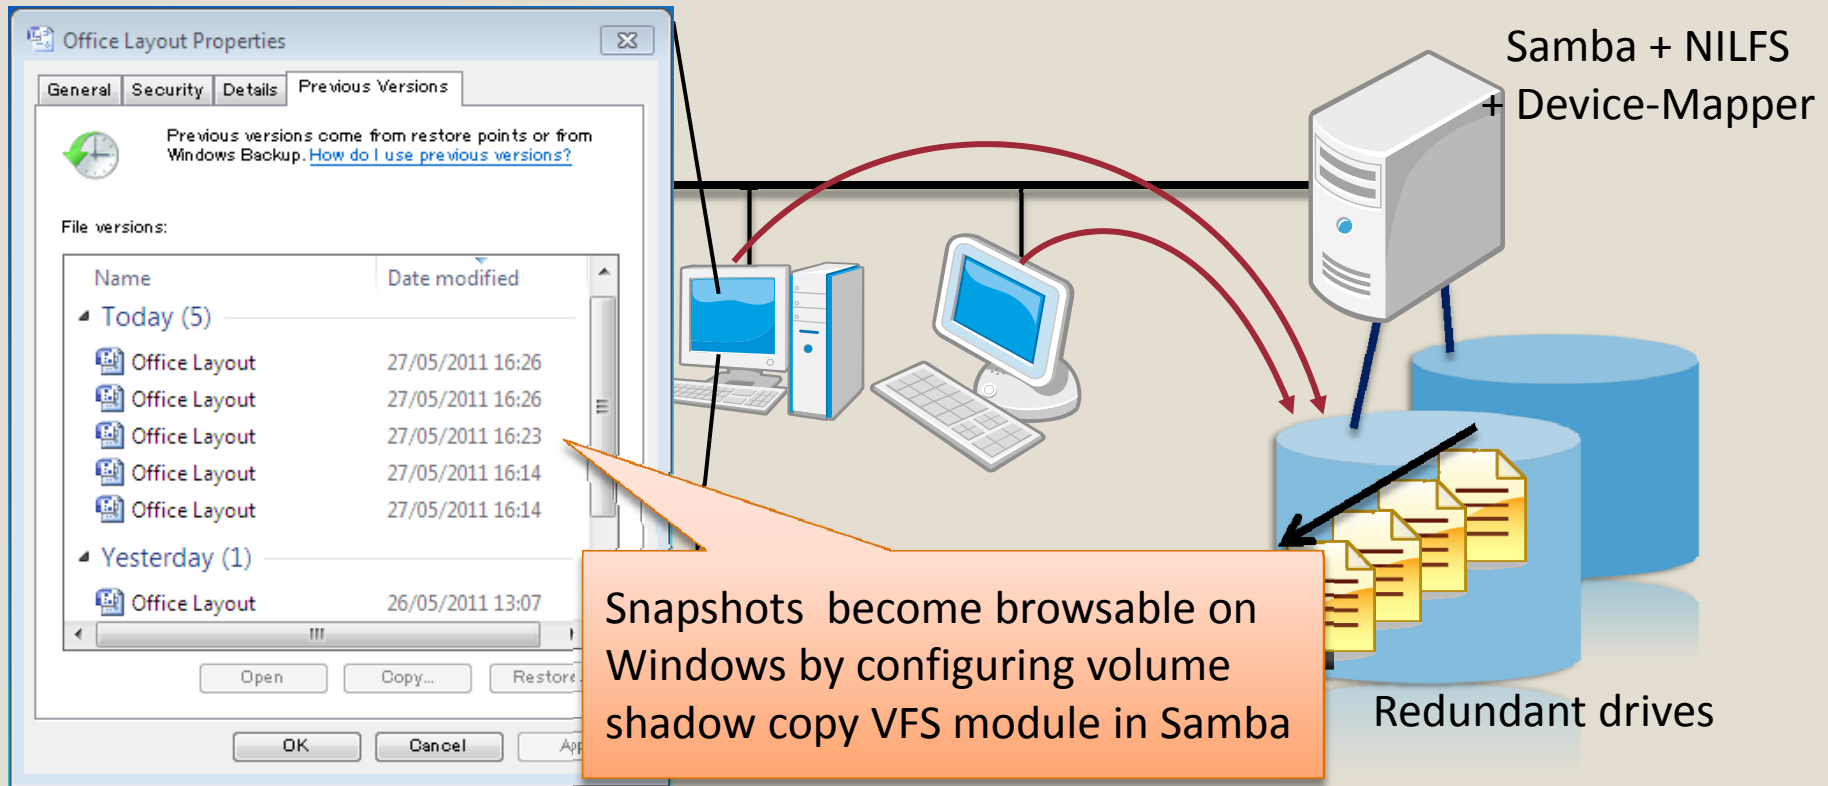 Office Layout Properties
General Security Details Previous Versions
Previous versions come from restore points or from
Windows Backup. How do I use previous versions?
File versions:
Name Date modified
Today (5)
Office Layout 27/05/2011 16:26
Office Layout 27/05/2011 16:26
Office Layout 27/05/2011 16:23
Office Layout 27/05/2011 16:14
Office Layout 27/05/2011 16:14
Yesterday (1)
Office Layout 26/05/2011 13:07
Open Copy... Restore
OK Cancel
Samba + NILFS
+ Device-Mapper
Snapshots become browsable on
Windows by configuring volume
shadow copy VFS module in Samba
Redundant drives